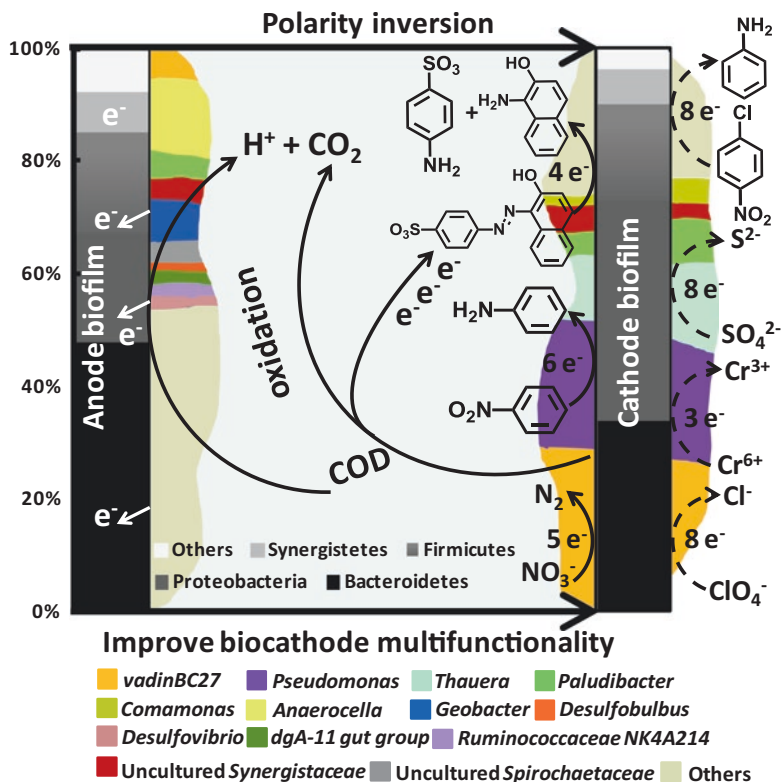 Polarity inversion
100%
80%
60%
40%
20%
0%
Anode biofilm
e⁻
e⁻
e⁻
e⁻
e⁻
H⁺ + CO₂
oxidation
COD
e⁻
e⁻
e⁻
SO₃
NH₂
+
HO
H₂N
4 e⁻
HO
O₃S
N
N
H₂N
6 e⁻
O₂N
N₂
5 e⁻
NO₃⁻
Cathode biofilm
NH₂
8 e⁻
Cl
NO₂
S²⁻
8 e⁻
SO₄²⁻
Cr³⁺
3 e⁻
Cr⁶⁺
Cl⁻
8 e⁻
ClO₄⁻
Others Synergistetes Firmicutes
Proteobacteria Bacteroidetes
Improve biocathode multifunctionality
vadinBC27 Pseudomonas Thauera Paludibacter
Comamonas Anaerocella Geobacter Desulfobulbus
Desulfovibrio dgA-11 gut group Ruminococcaceae NK4A214
Uncultured Synergistaceae Uncultured Spirochaetaceae Others